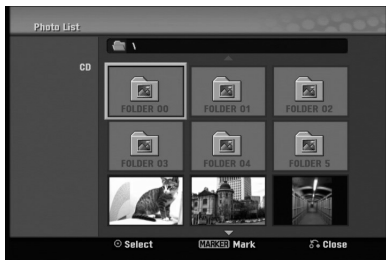 Photo List
\
CD
FOLDER 00 FOLDER 01 FOLDER 02
FOLDER 03 FOLDER 04 FOLDER 5
Select MARKER Mark Close